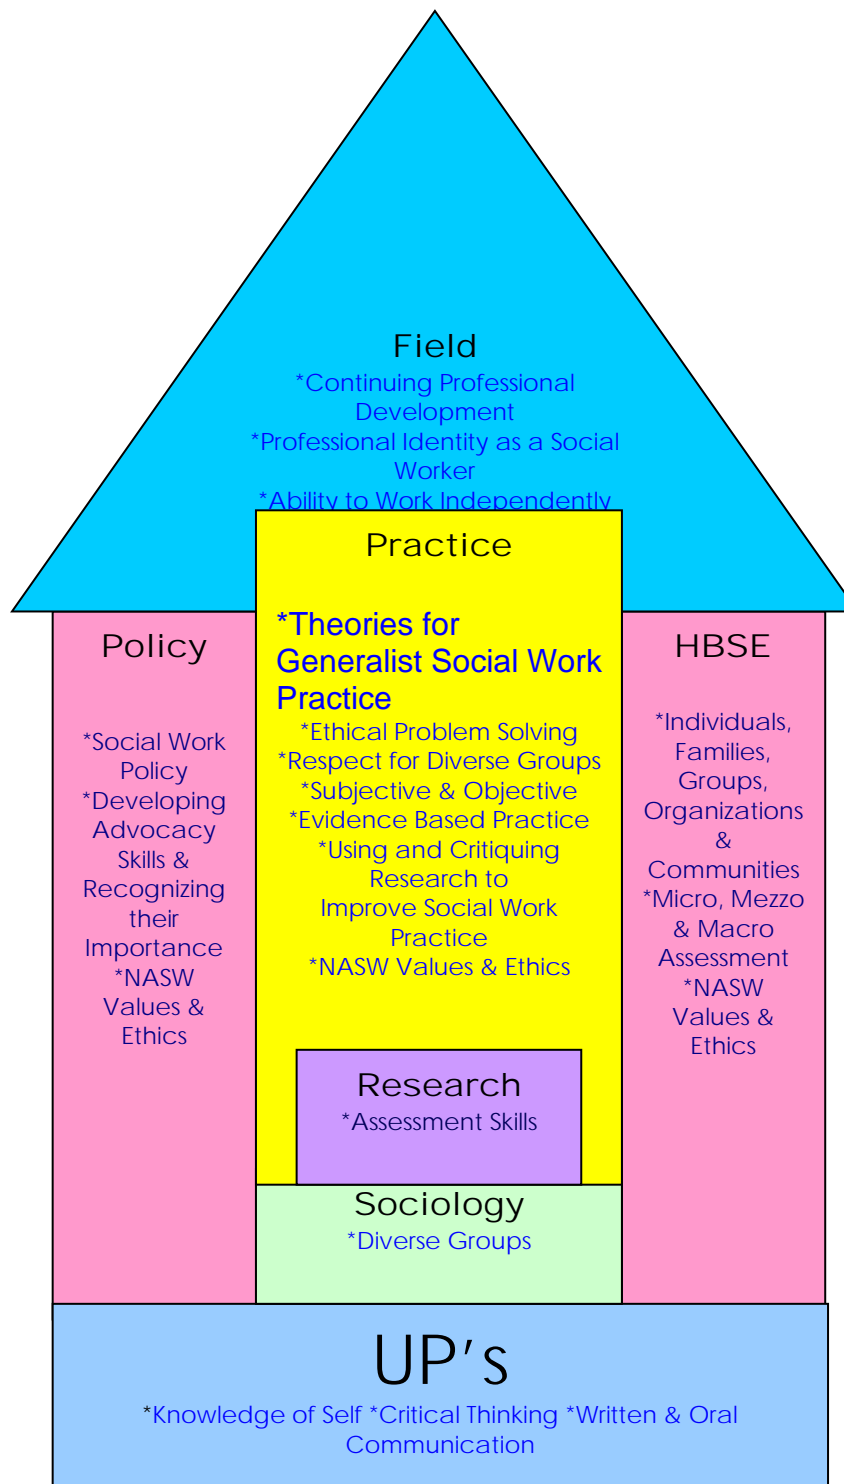 Field
*Continuing Professional
Development
*Professional Identity as a Social
Worker
*Ability to Work Independently
Practice
*Theories for
Generalist Social Work
Practice
*Ethical Problem Solving
*Respect for Diverse Groups
*Subjective & Objective
*Evidence Based Practice
*Using and Critiquing
Research to
Improve Social Work
Practice
*NASW Values & Ethics
Policy
*Social Work
Policy
*Developing
Advocacy
Skills &
Recognizing
their
Importance
*NASW
Values &
Ethics
HBSE
*Individuals,
Families,
Groups,
Organizations
&
Communities
*Micro, Mezzo
& Macro
Assessment
*NASW
Values &
Ethics
Research
*Assessment Skills
Sociology
*Diverse Groups
UP's
*Knowledge of Self *Critical Thinking *Written & Oral
Communication